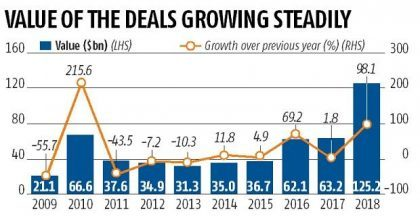 VALUE OF THE DEALS GROWING STEADILY
160 Value ($bn) (LHS) Growth over previous year (%) (RHS) 300
120 200
80 100
40 0
0 -100
-55.7 215.6 -43.5 -7.2 -10.3 11.8 4.9 69.2 1.8 98.1
21.1 66.6 37.6 34.9 31.3 35.0 36.7 62.1 63.2 125.2
2009 2010 2011 2012 2013 2014 2015 2016 2017 2018